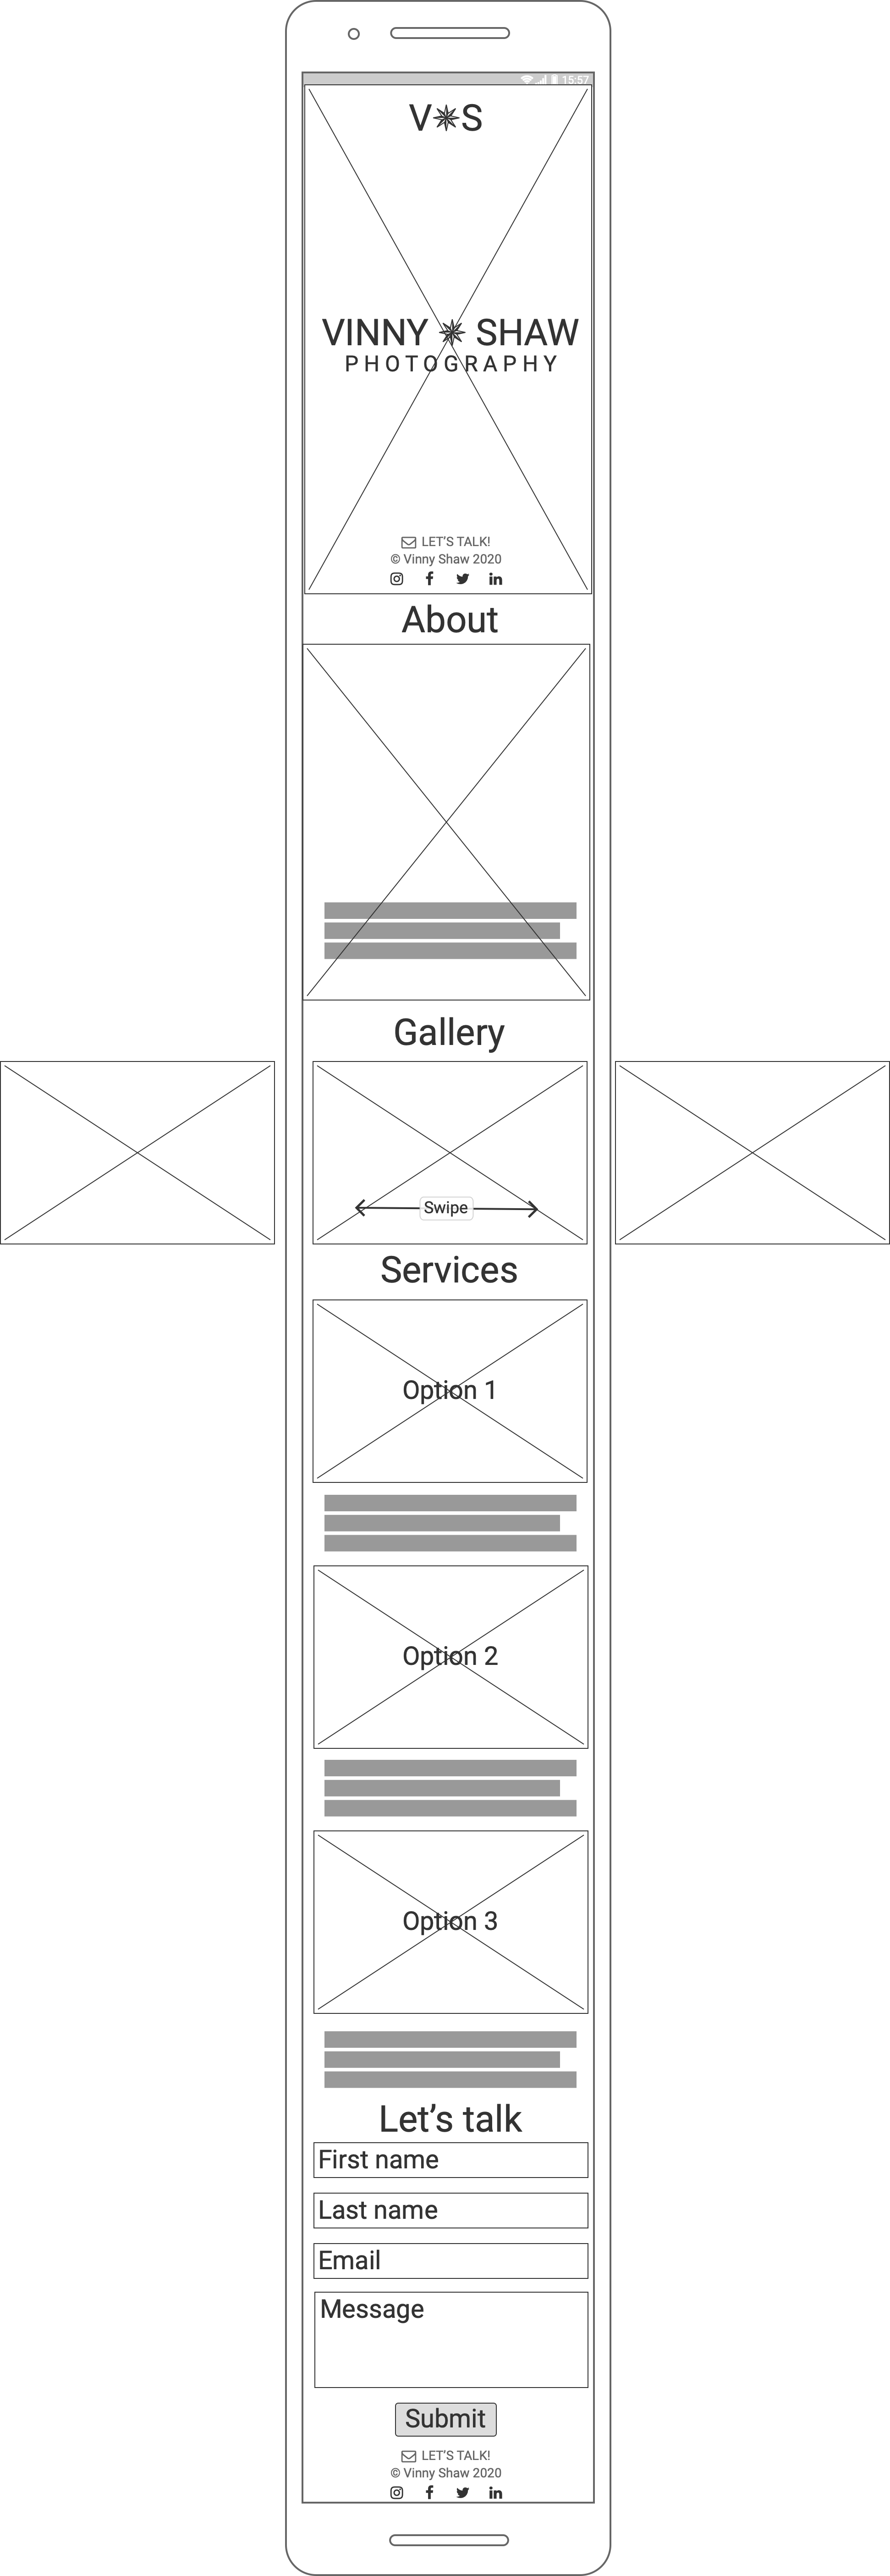 15:57
V S
VINNY SHAW
PHOTOGRAPHY
LET'S TALK!
© Vinny Shaw 2020
About
Gallery
Swipe
Services
Option 1
Option 2
Option 3
Let’s talk
First name
Last name
Email
Message
Submit
LET'S TALK!
© Vinny Shaw 2020